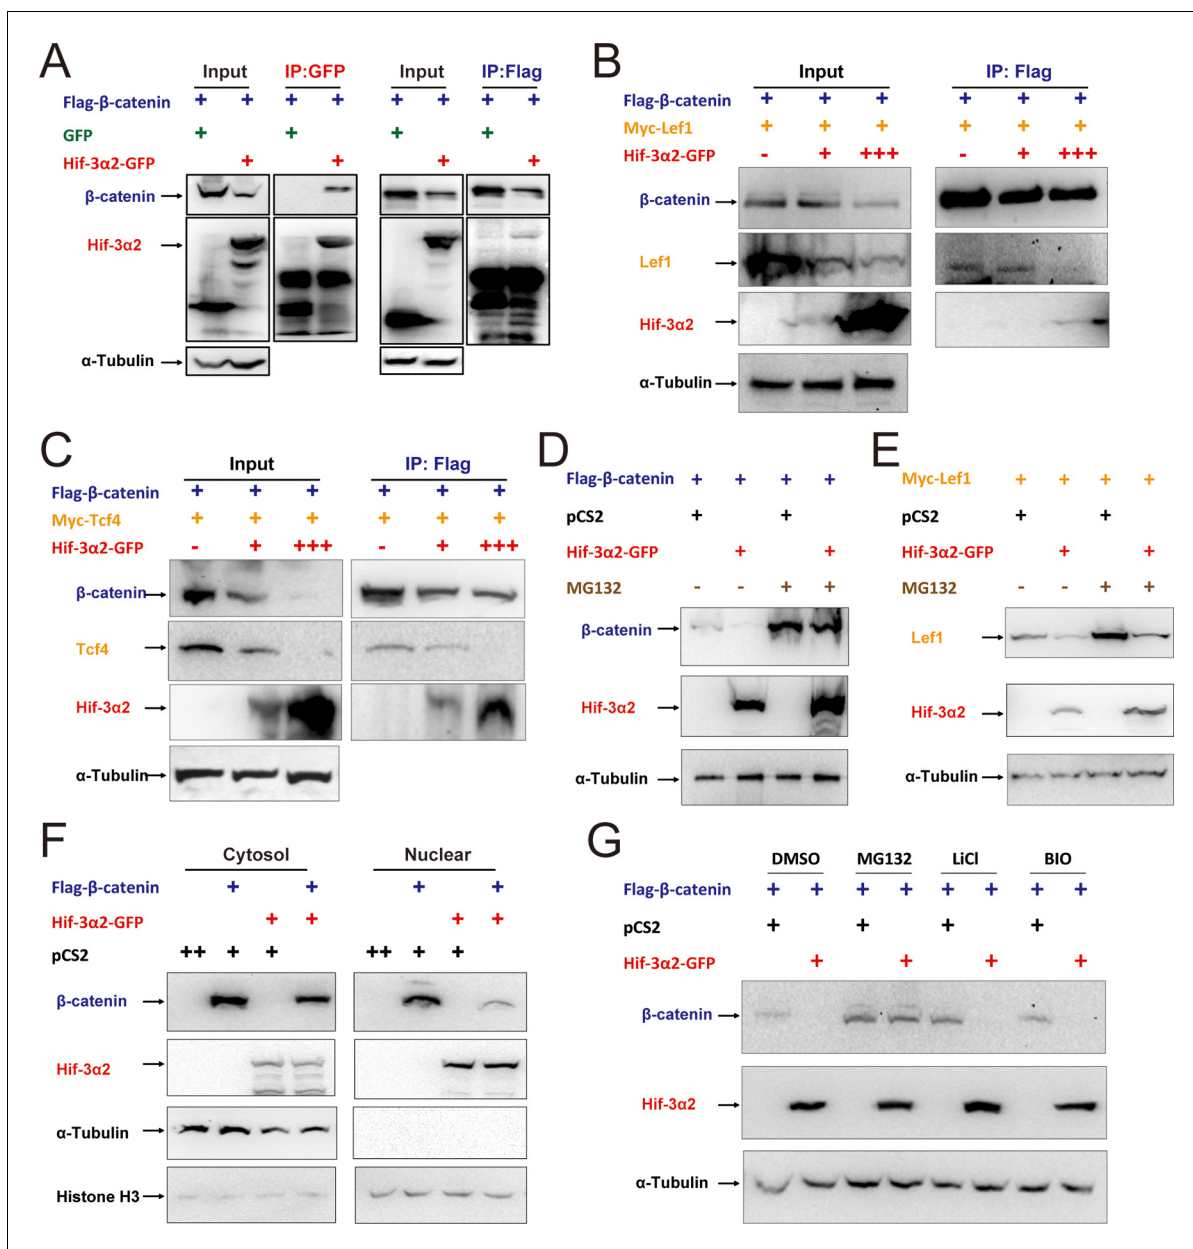 A
Input IP:GFP Input IP:Flag
Flag-β-catenin + + + + + + + +
GFP + + + +
Hif-3α2-GFP + + + +
β-catenin
Hif-3α2
α-Tubulin
B
Input IP: Flag
Flag-β-catenin + + + + + +
Myc-Lef1 + + + + + +
Hif-3α2-GFP - + +++ - + +++
β-catenin
Lef1
Hif-3α2
α-Tubulin
C
Input IP: Flag
Flag-β-catenin + + + + + +
Myc-Tcf4 + + + + + +
Hif-3α2-GFP - + +++ - + +++
β-catenin
Tcf4
Hif-3α2
α-Tubulin
D
Flag-β-catenin + + + +
pCS2 + +
Hif-3α2-GFP + +
MG132 - - + +
β-catenin
Hif-3α2
α-Tubulin
E
Myc-Lef1 + + + +
pCS2 + +
Hif-3α2-GFP + +
MG132 - - + +
Lef1
Hif-3α2
α-Tubulin
F
Cytosol Nuclear
Flag-β-catenin + + + +
Hif-3α2-GFP + + + +
pCS2 ++ + + ++ + +
β-catenin
Hif-3α2
α-Tubulin
Histone H3
G
DMSO MG132 LiCl BIO
Flag-β-catenin + + + + + + + +
pCS2 + + + +
Hif-3α2-GFP + + + +
β-catenin
Hif-3α2
α-Tubulin